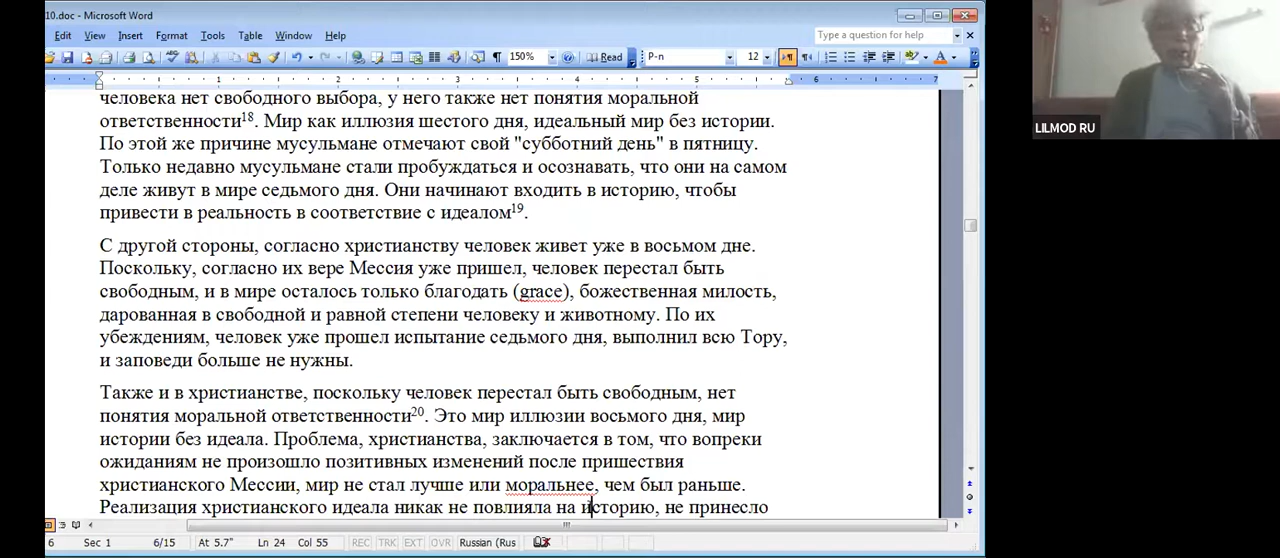 10.doc - Microsoft Word
Edit View Insert Format Tools Table Window Help
Type a question for help
150% Read P-n 12
1 2 3 4 5 6 7
человека нет свободного выбора, у него также нет понятия моральной
ответственности18. Мир как иллюзия шестого дня, идеальный мир без истории.
По этой же причине мусульмане отмечают свой "субботний день" в пятницу.
Только недавно мусульмане стали пробуждаться и осознавать, что они на самом
деле живут в мире седьмого дня. Они начинают входить в историю, чтобы
привести в реальность в соответствие с идеалом19.
С другой стороны, согласно христианству человек живет уже в восьмом дне.
Поскольку, согласно их вере Мессия уже пришел, человек перестал быть
свободным, и в мире осталось только благодать (grace), божественная милость,
дарованная в свободной и равной степени человеку и животному. По их
убеждениям, человек уже прошел испытание седьмого дня, выполнил всю Тору,
и заповеди больше не нужны.
Также и в христианстве, поскольку человек перестал быть свободным, нет
понятия моральной ответственности20. Это мир иллюзии восьмого дня, мир
истории без идеала. Проблема, христианства, заключается в том, что вопреки
ожиданиям не произошло позитивных изменений после пришествия
христианского Мессии, мир не стал лучше или моральнее, чем был раньше.
Реализация христианского идеала никак не повлияла на историю, не принесло
6 Sec 1 6/15 At 5.7" Ln 24 Col 55 REC TRK EXT OVR Russian (Rus
LILMOD RU